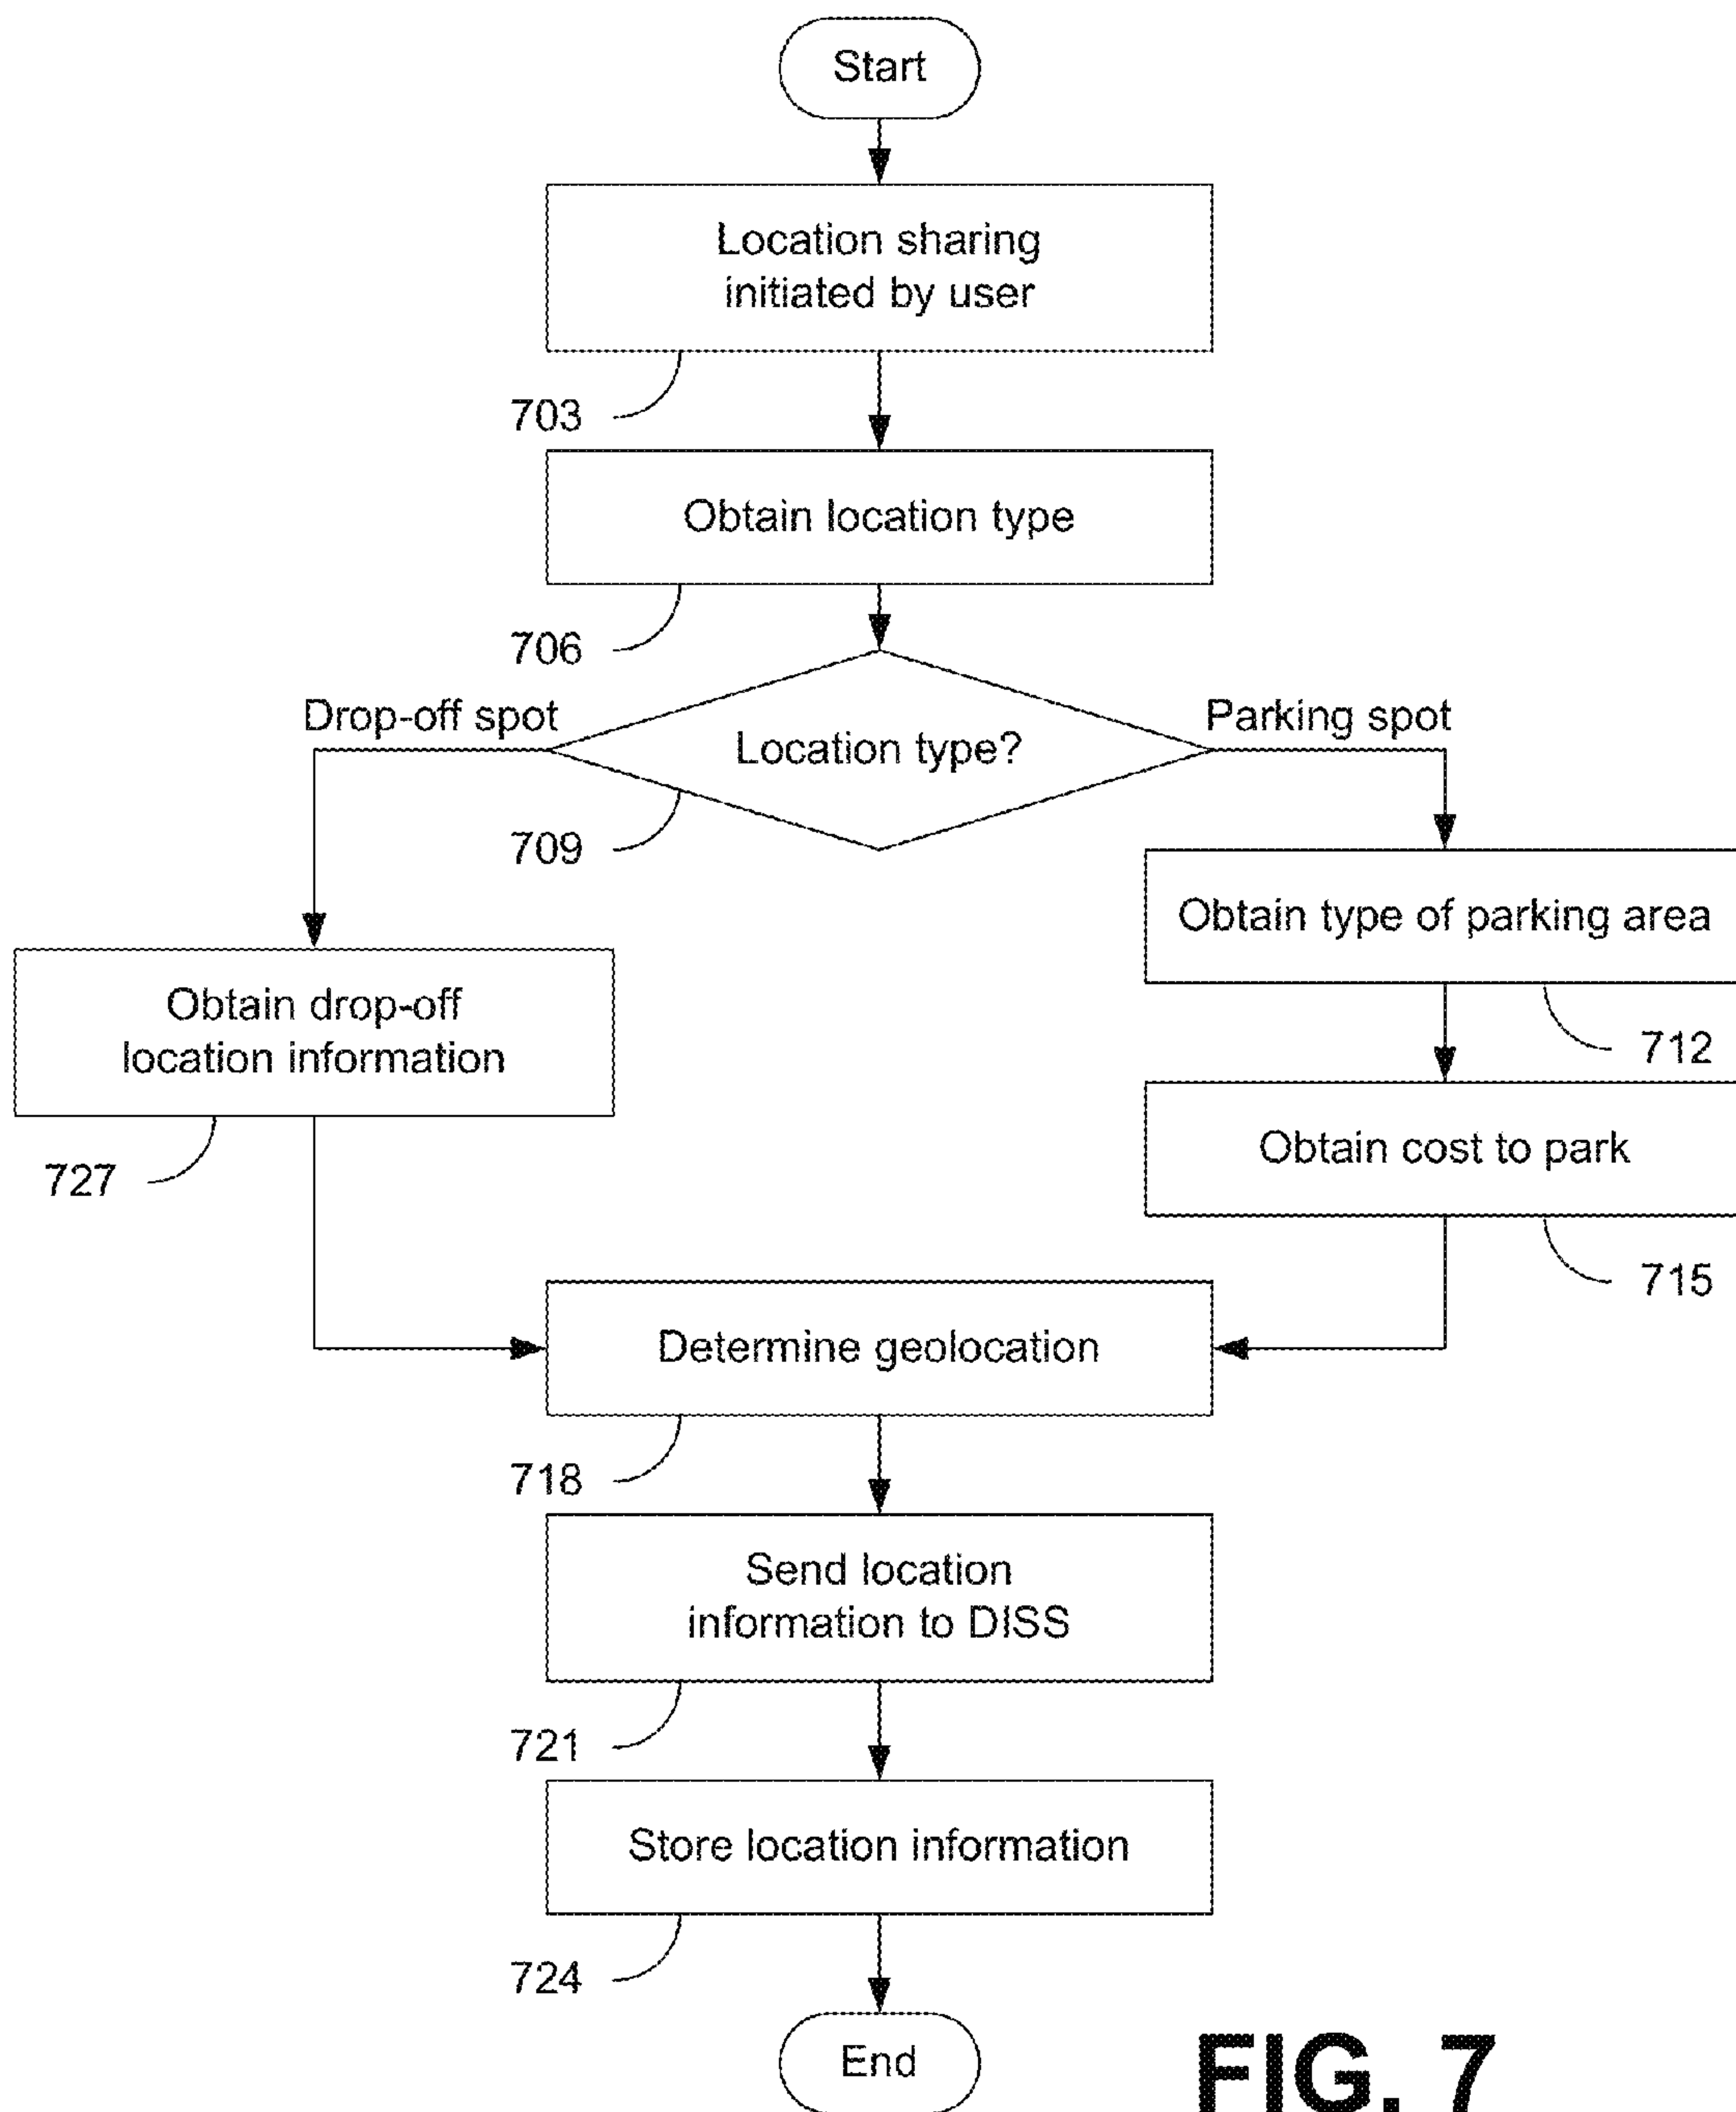 Start
Location sharing
initiated by user
703
Obtain location type
706
Drop-off spot
Location type?
Parking spot
709
Obtain type of parking area
712
Obtain drop-off
location information
727
Obtain cost to park
715
Determine geolocation
718
Send location
information to DISS
721
Store location information
724
End
FIG. 7